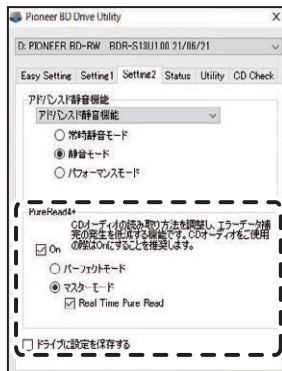 Pioneer BD Drive Utility
D: PIONEER BD-RW BDR-S13U1.00 21/06/21
Easy Setting Setting1 Setting2 Status Utility CD Check
アドバンスド静音機能
アドバンスド静音機能
常時静音モード
静音モード
パフォーマンスモード
PureRead4+
CDオーディオの読み取り方法を調整し、エラーデータ補
完の発生を低減する機能です。CDオーディオをご使用
の際はOnにすることを推奨します。
On
パーフェクトモード
マスターモード
Real Time Pure Read
ドライブに設定を保存する